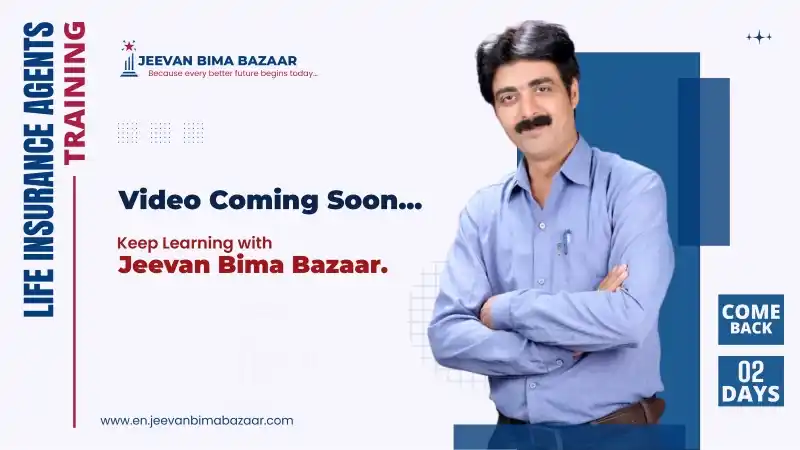 LIFE INSURANCE AGENTS
TRAINING
JEEVAN BIMA BAZAAR
Because every better future begins today...
Video Coming Soon...
Keep Learning with
Jeevan Bima Bazaar.
COME
BACK
02
DAYS
www.en.jeevanbimabazaar.com